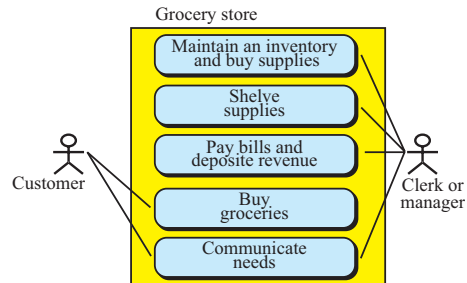 Grocery store
Maintain an inventory
and buy supplies
Shelve
supplies
Pay bills and
deposite revenue
Customer
Clerk or
manager
Buy
groceries
Communicate
needs